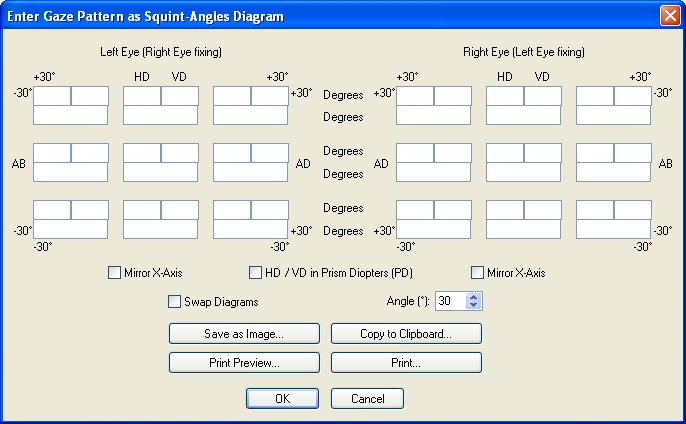 Enter Gaze Pattern as Squint-Angles Diagram
Left Eye (Right Eye fixing) Right Eye (Left Eye fixing)
+30° HD VD +30° +30° HD VD +30°
-30° +30° Degrees +30° -30°
Degrees
AB AD Degrees AD AB
Degrees
Degrees
-30° +30° Degrees +30° -30°
-30° -30°
Mirror X-Axis HD / VD in Prism Diopters (PD) Mirror X-Axis
Swap Diagrams Angle (°): 30
Save as Image... Copy to Clipboard...
Print Preview... Print...
OK Cancel